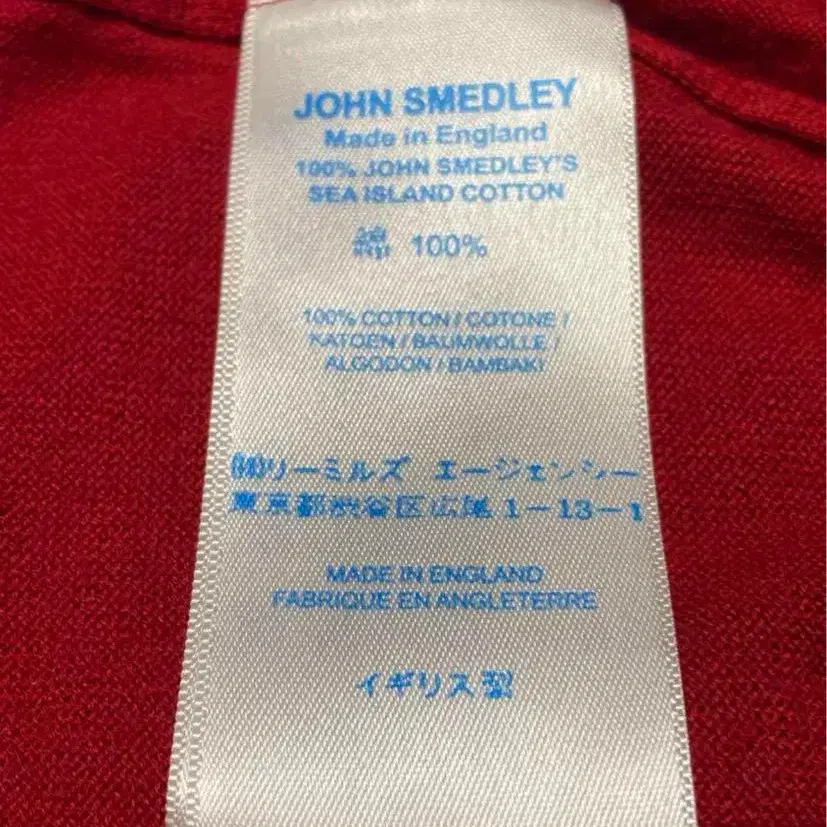 JOHN SMEDLEY
Made in England
100% JOHN SMEDLEY'S
SEA ISLAND COTTON
綿 100%
100% COTTON / COTONE /
KATOEN / BAUMWOLLE /
ALGODON / BAMBAKI
㈱リーミルズ エージェンシー
東京都渋谷区広尾1-13-1
MADE IN ENGLAND
FABRIQUE EN ANGLETERRE
イギリス製